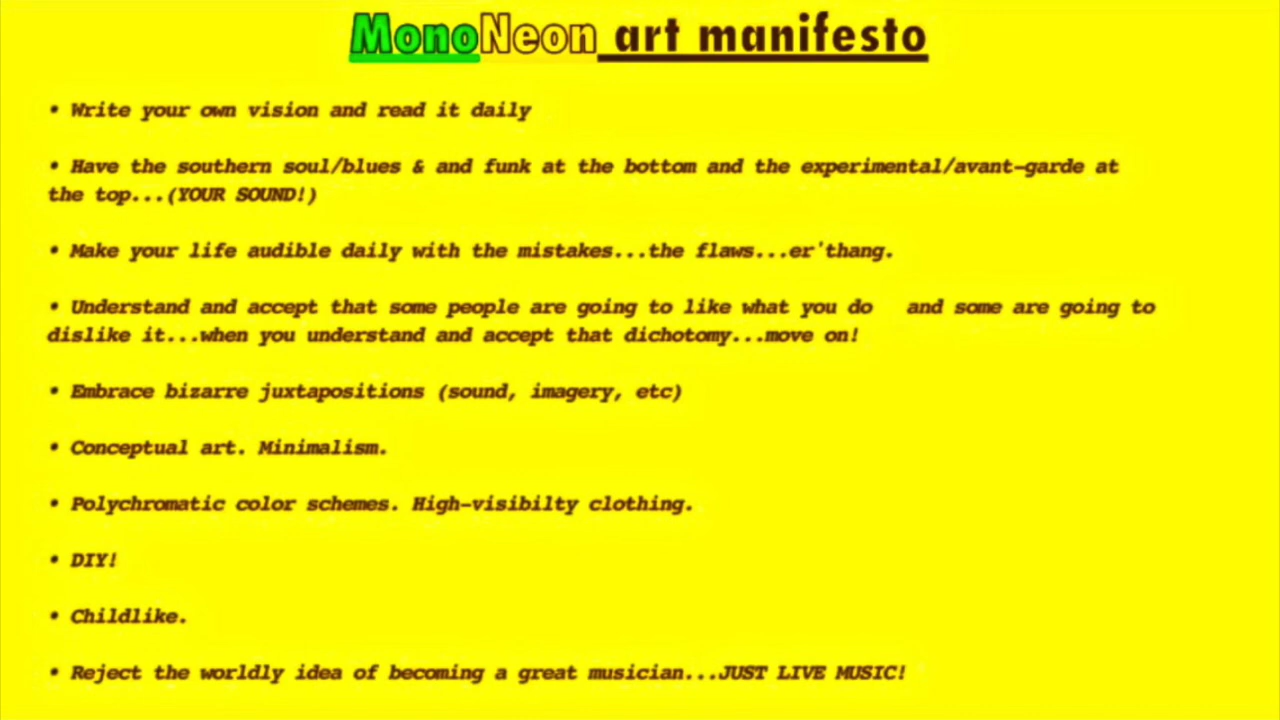 MonoNeon art manifesto
• Write your own vision and read it daily
• Have the southern soul/blues & and funk at the bottom and the experimental/avant-garde at
the top...(YOUR SOUND!)
• Make your life audible daily with the mistakes...the flaws...er'thang.
• Understand and accept that some people are going to like what you do   and some are going to
dislike it...when you understand and accept that dichotomy...move on!
• Embrace bizarre juxtapositions (sound, imagery, etc)
• Conceptual art. Minimalism.
• Polychromatic color schemes. High-visibilty clothing.
• DIY!
• Childlike.
• Reject the worldly idea of becoming a great musician...JUST LIVE MUSIC!